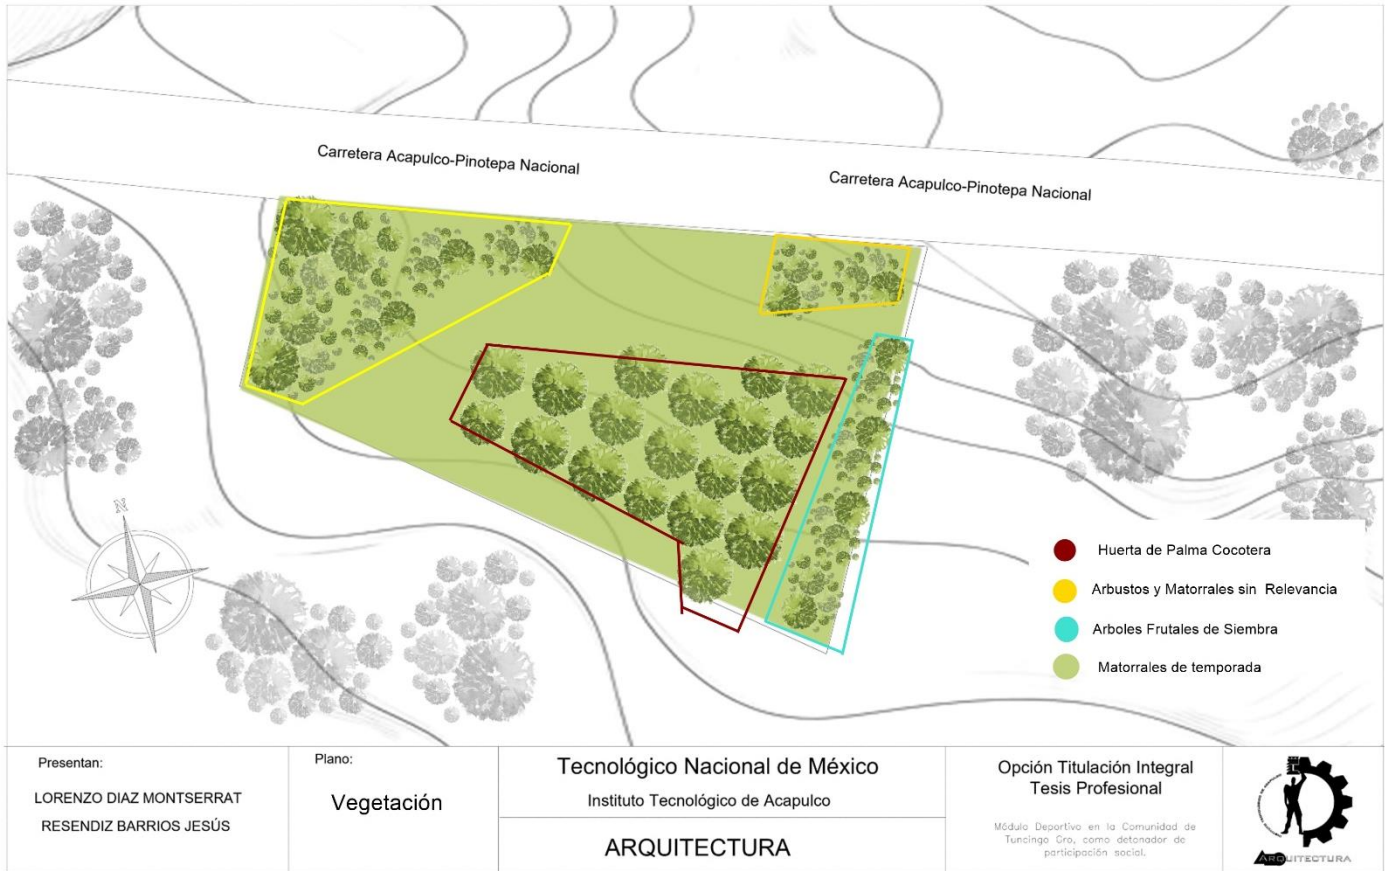 Carretera Acapulco-Pinotepa Nacional
Carretera Acapulco-Pinotepa Nacional
N
Huerta de Palma Cocotera
Arbustos y Matorrales sin Relevancia
Arboles Frutales de Siembra
Matorrales de temporada
Presentan:
LORENZO DIAZ MONTSERRAT
RESENDIZ BARRIOS JESÚS
Plano:
Vegetación
Tecnológico Nacional de México
Instituto Tecnológico de Acapulco
ARQUITECTURA
Opción Titulación Integral
Tesis Profesional
Módulo Deportivo en la Comunidad de
Tuncingo Gro, como detonador de
participación social.
ARQUITECTURA